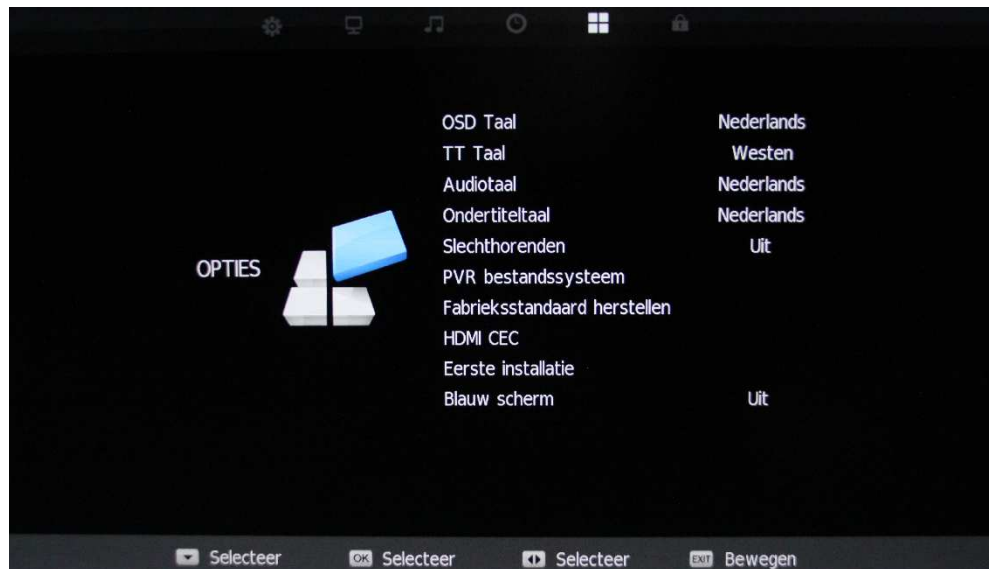 OSD Taal Nederlands
TT Taal Westen
Audiotaal Nederlands
Ondertiteltaal Nederlands
Slechthorenden Uit
OPTIES
PVR bestandssysteem
Fabrieksstandaard herstellen
HDMI CEC
Eerste installatie
Blauw scherm Uit
Selecteer OK Selecteer Selecteer EXIT Bewegen